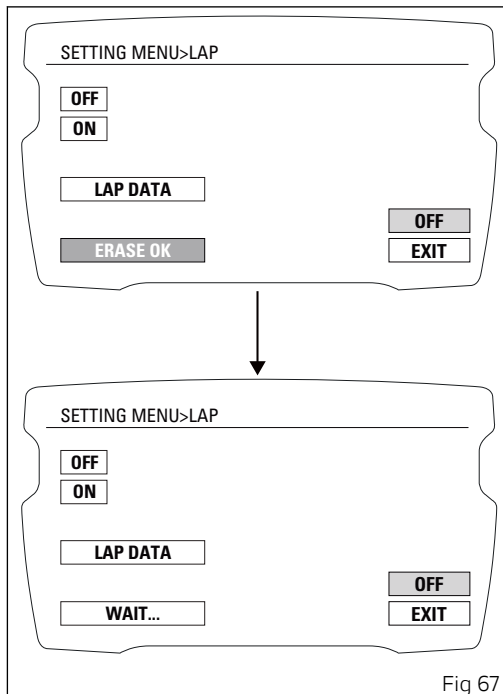 SETTING MENU>LAP
OFF
ON
LAP DATA
OFF
ERASE OK
EXIT
SETTING MENU>LAP
OFF
ON
LAP DATA
OFF
WAIT...
EXIT
Fig 67